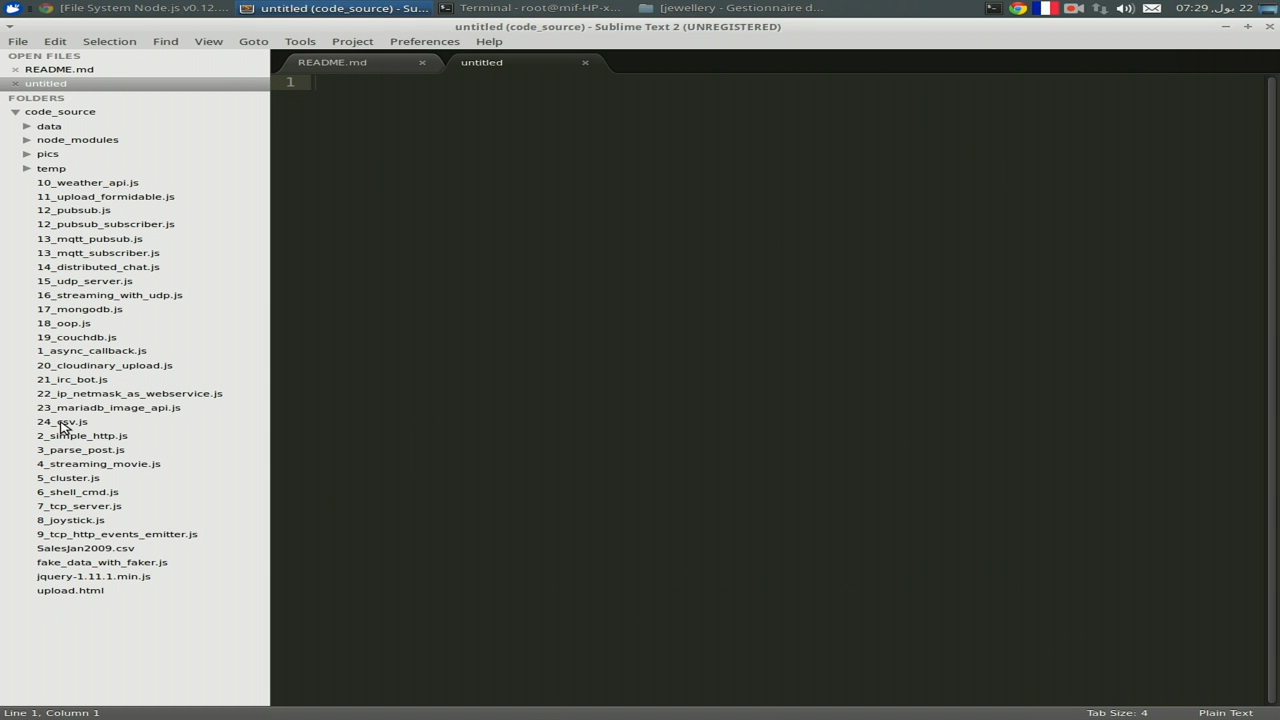 [File System Node.js v0.12....
untitled (code_source) - Su...
Terminal - root@mif-HP-x...
[jewellery - Gestionnaire d...
07:29 ,يول 22
untitled (code_source) - Sublime Text 2 (UNREGISTERED)
File Edit Selection Find View Goto Tools Project Preferences Help
OPEN FILES
README.md
untitled
FOLDERS
code_source
data
node_modules
pics
temp
10_weather_api.js
11_upload_formidable.js
12_pubsub.js
12_pubsub_subscriber.js
13_mqtt_pubsub.js
13_mqtt_subscriber.js
14_distributed_chat.js
15_udp_server.js
16_streaming_with_udp.js
17_mongodb.js
18_oop.js
19_couchdb.js
1_async_callback.js
20_cloudinary_upload.js
21_irc_bot.js
22_ip_netmask_as_webservice.js
23_mariadb_image_api.js
24_csv.js
2_simple_http.js
3_parse_post.js
4_streaming_movie.js
5_cluster.js
6_shell_cmd.js
7_tcp_server.js
8_joystick.js
9_tcp_http_events_emitter.js
SalesJan2009.csv
fake_data_with_faker.js
jquery-1.11.1.min.js
upload.html
README.md
untitled
1
Line 1, Column 1
Tab Size: 4
Plain Text